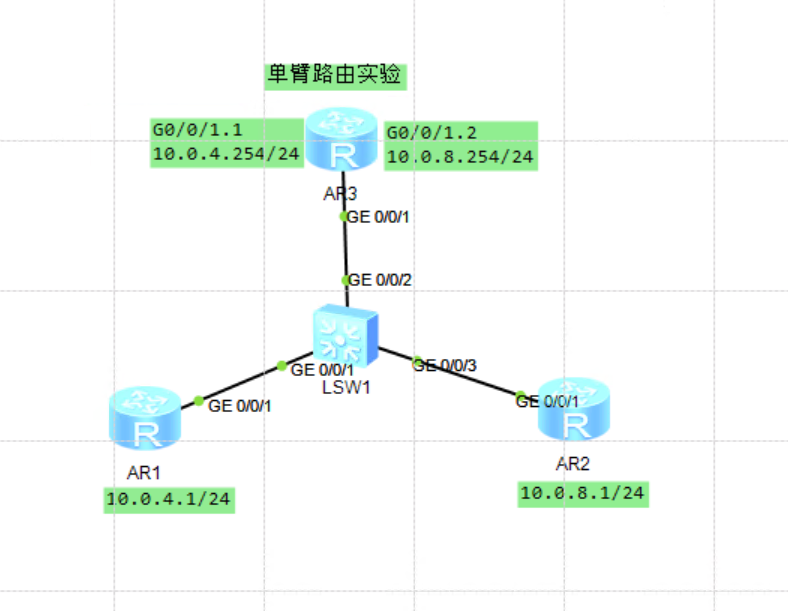 单臂路由实验
G0/0/1.1
10.0.4.254/24
G0/0/1.2
10.0.8.254/24
R
AR3
GE 0/0/1
GE 0/0/2
GE 0/0/1
GE 0/0/3
LSW1
GE 0/0/1
GE 0/0/1
R
R
AR1
AR2
10.0.4.1/24
10.0.8.1/24